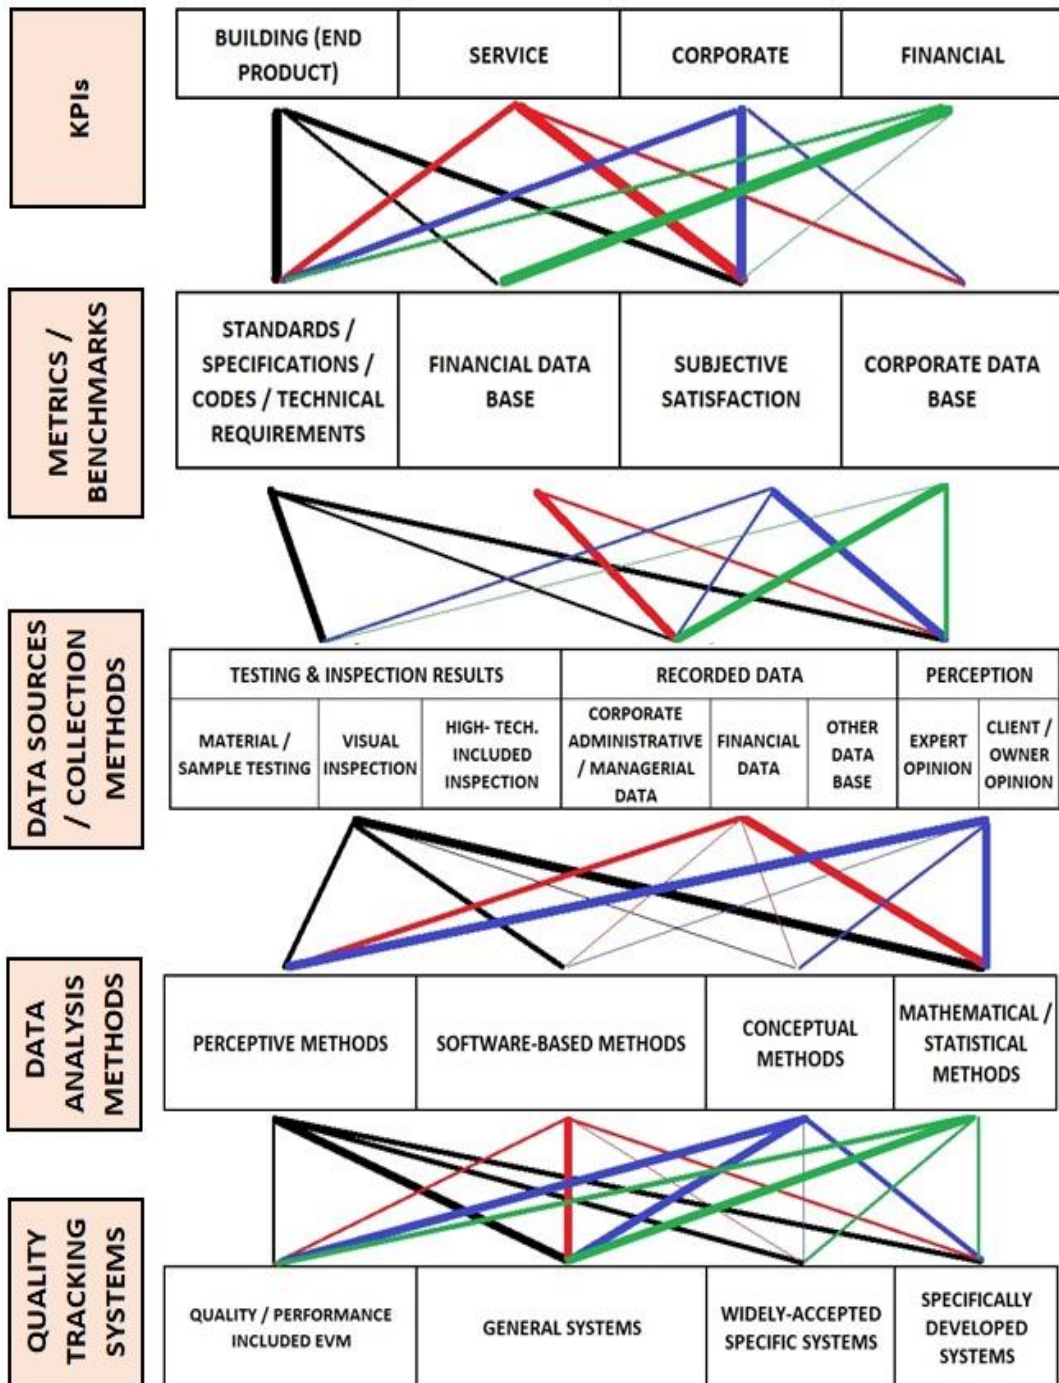 KPIs
BUILDING (END
PRODUCT)
SERVICE
CORPORATE
FINANCIAL
METRICS /
BENCHMARKS
STANDARDS /
SPECIFICATIONS /
CODES / TECHNICAL
REQUIREMENTS
FINANCIAL DATA
BASE
SUBJECTIVE
SATISFACTION
CORPORATE DATA
BASE
DATA SOURCES
/ COLLECTION
METHODS
TESTING & INSPECTION RESULTS
RECORDED DATA
PERCEPTION
MATERIAL /
SAMPLE TESTING
VISUAL
INSPECTION
HIGH- TECH.
INCLUDED
INSPECTION
CORPORATE
ADMINISTRATIVE
/ MANAGERIAL
DATA
FINANCIAL
DATA
OTHER
DATA
BASE
EXPERT
OPINION
CLIENT /
OWNER
OPINION
DATA
ANALYSIS
METHODS
PERCEPTIVE METHODS
SOFTWARE-BASED METHODS
CONCEPTUAL
METHODS
MATHEMATICAL /
STATISTICAL
METHODS
QUALITY
TRACKING
SYSTEMS
QUALITY / PERFORMANCE
INCLUDED EVM
GENERAL SYSTEMS
WIDELY-ACCEPTED
SPECIFIC SYSTEMS
SPECIFICALLY
DEVELOPED
SYSTEMS